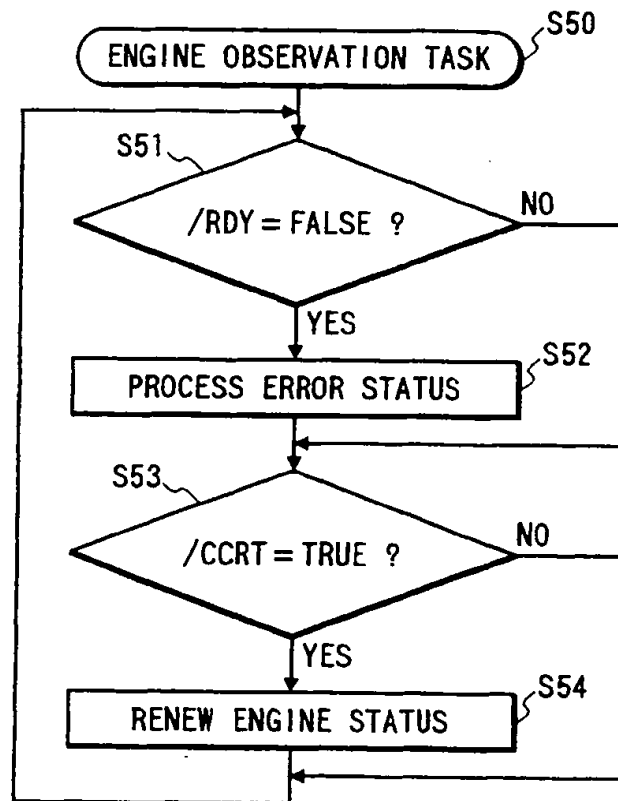 S50
ENGINE OBSERVATION TASK
S51
/RDY=FALSE ?
NO
YES
S52
PROCESS ERROR STATUS
S53
/CCRT=TRUE ?
NO
YES
S54
RENEW ENGINE STATUS